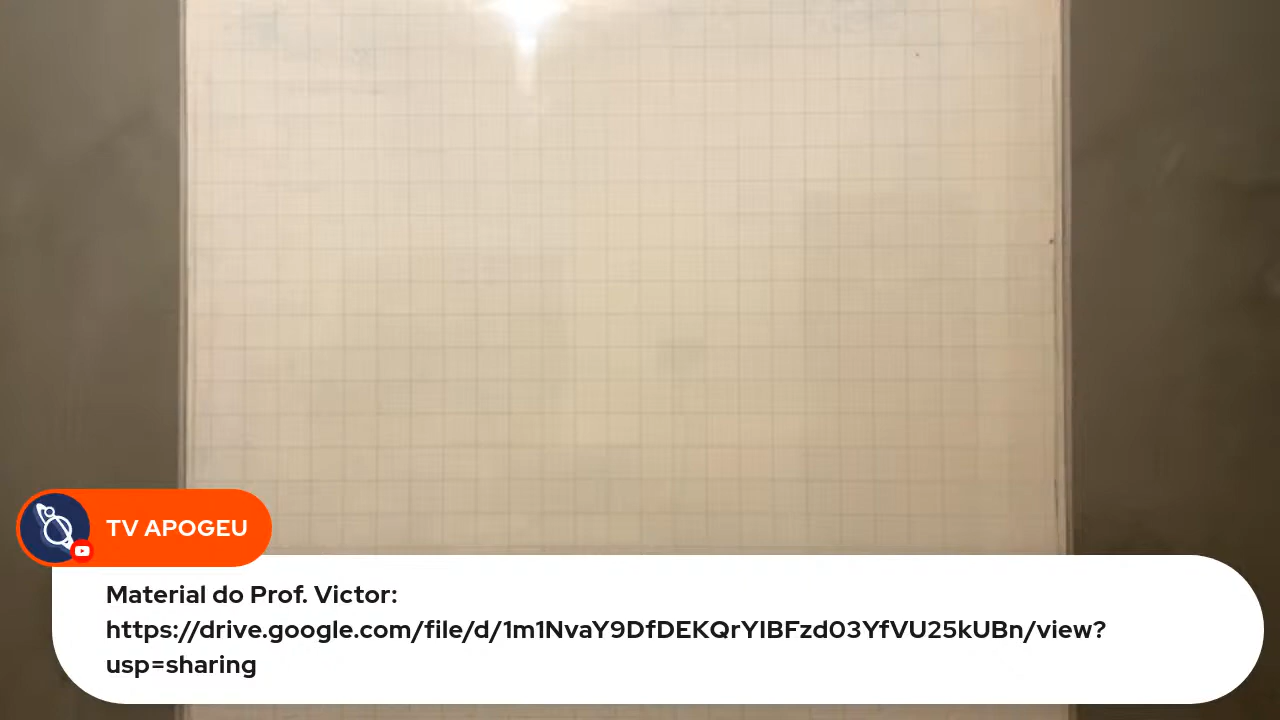 TV APOGEU
Material do Prof. Victor:
https://drive.google.com/file/d/1m1NvaY9DfDEKQrYIBFzd03YfVU25kUBn/view?
usp=sharing